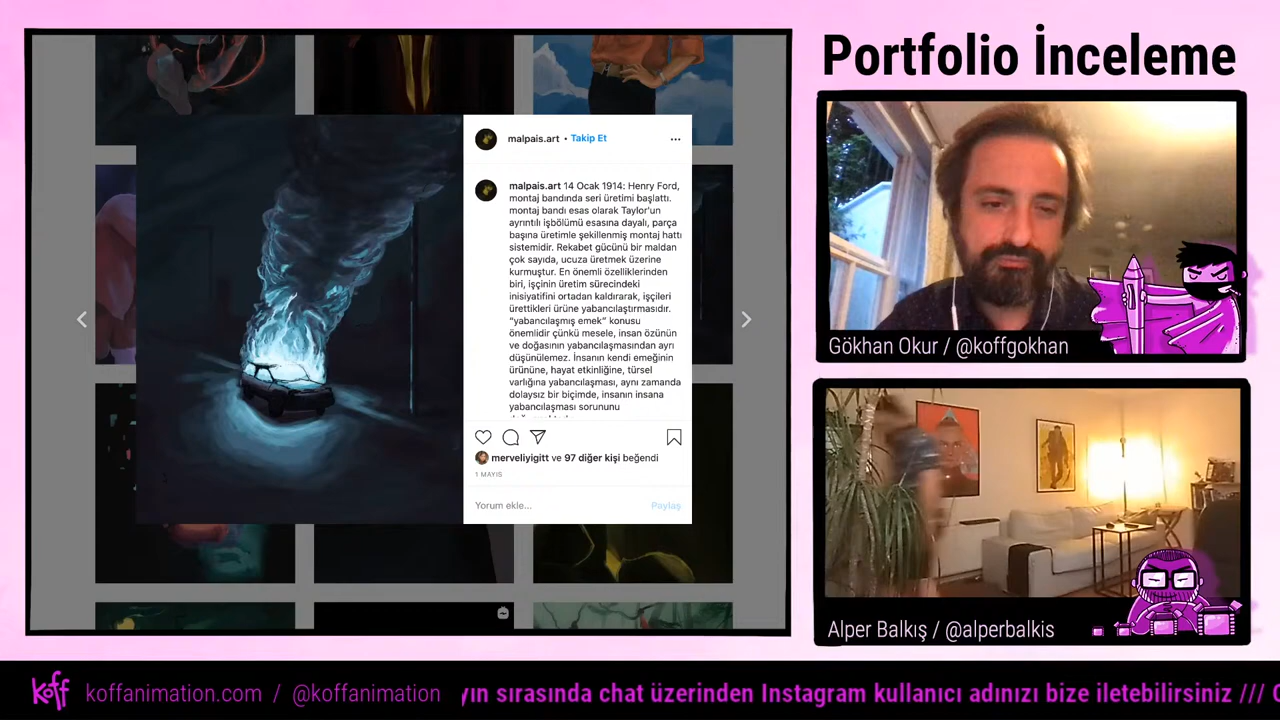 Portfolio İnceleme
malpais.art • Takip Et
malpais.art 14 Ocak 1914: Henry Ford,
montaj bandında seri üretimi başlattı.
montaj bandı esas olarak Taylor'un
ayrıntılı işbölümü esasına dayalı, parça
başına üretimle şekillenmiş montaj hattı
sistemidir. Rekabet gücünü bir maldan
çok sayıda, ucuza üretmek üzerine
kurmuştur. En önemli özelliklerinden
biri, işçinin üretim sürecindeki
inisiyatifini ortadan kaldırarak, işçileri
ürettikleri ürüne yabancılaştırmasıdır.
“yabancılaşmış emek” konusu
önemlidir çünkü mesele, insan özünün
ve doğasının yabancılaşmasından ayrı
düşünülemez. İnsanın kendi emeğinin
ürününe, hayat etkinliğine, türsel
varlığına yabancılaşması, aynı zamanda
dolaysız bir biçimde, insanın insana
yabancılaşması sorununu
merveliyigitt ve 97 diğer kişi beğendi
1 MAYIS
Yorum ekle...
Paylaş
Gökhan Okur / @koffgokhan
Alper Balkış / @alperbalkis
koff koffanimation.com / @koffanimation
yın sırasında chat üzerinden Instagram kullanıcı adınızı bize iletebilirsiniz ///